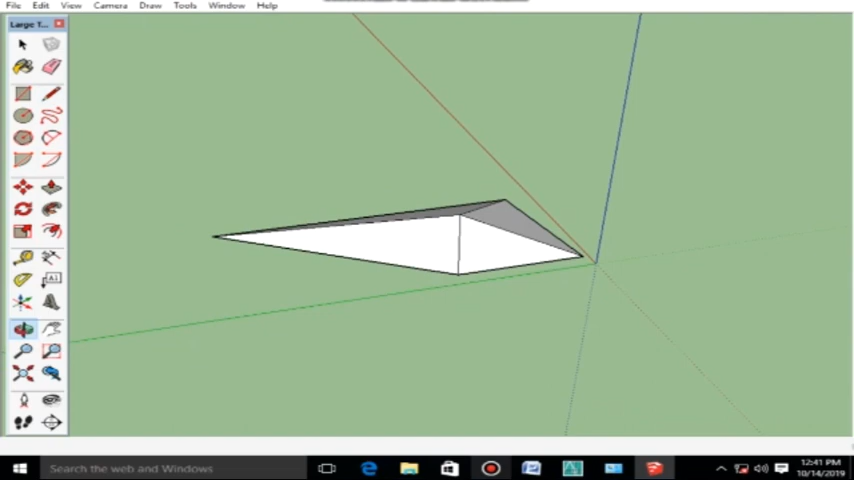 File Edit View Camera Draw Tools Window Help
Large T...
A1
Search the web and Windows
12:41 PM
10/14/2019